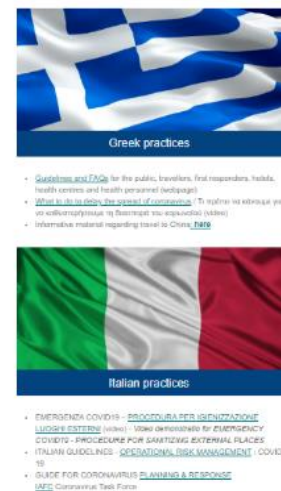 Greek practices
Guidelines and FAQs for the public, travellers, first responders, hotels,
health centres and health personnel (webpage)
What to do to delay the spread of coronavirus / Τι πρέπει να κάνουμε για
να καθυστερήσουμε τη διασπορά του κορωνοϊού (video)
Informative material regarding travel to China: here
Italian practices
EMERGENZA COVID19 - PROCEDURA PER IGIENIZZAZIONE
LUOGHI ESTERNI (video) - Video demonstratio for EMERGENCY
COVID19 - PROCEDURE FOR SANITIZING EXTERNAL PLACES
ITALIAN GUIDELINES - OPERATIONAL RISK MANAGEMENT - COVID
19
GUIDE FOR CORONAVIRUS PLANNING & RESPONSE
IAFC Coronavirus Task Force